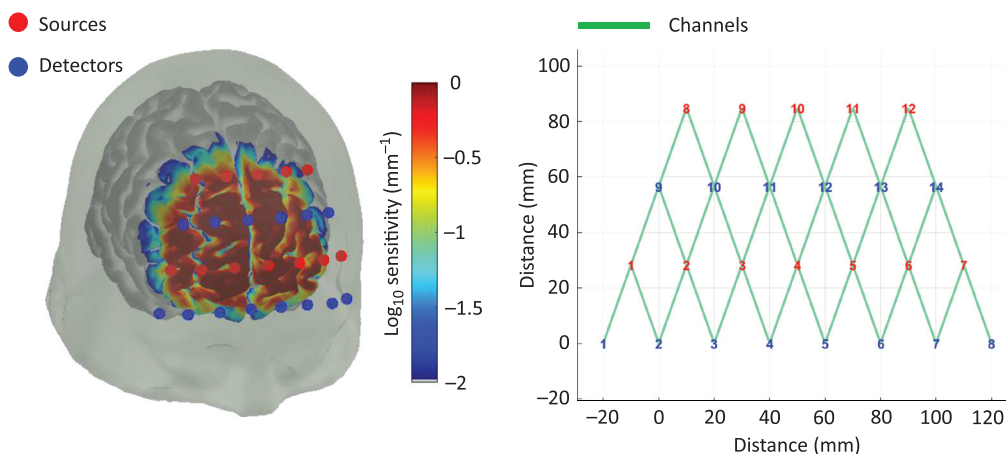 Sources
Detectors
0
–0.5
–1
–1.5
–2
Log10 sensitivity (mm–1)
Channels
100
80
60
40
20
0
–20
Distance (mm)
8 9 10 11 12
9 10 11 12 13 14
1 2 3 4 5 6 7
1 2 3 4 5 6 7 8
–20 0 20 40 60 80 100 120
Distance (mm)